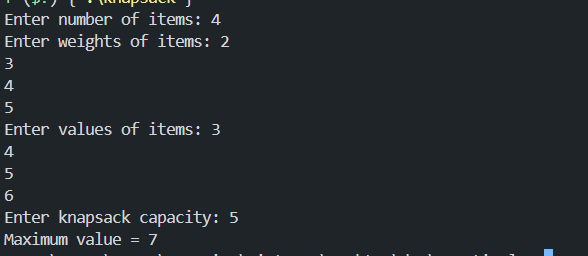 Enter number of items: 4
Enter weights of items: 2
3
4
5
Enter values of items: 3
4
5
6
Enter knapsack capacity: 5
Maximum value = 7